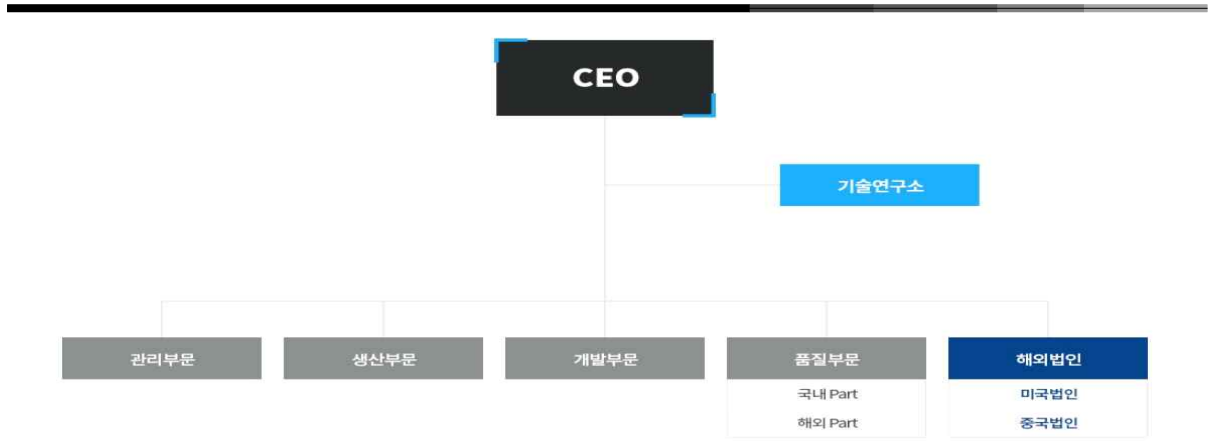 CEO
기술연구소
관리부문
생산부문
개발부문
품질부문
국내 Part
해외 Part
해외법인
미국법인
중국법인